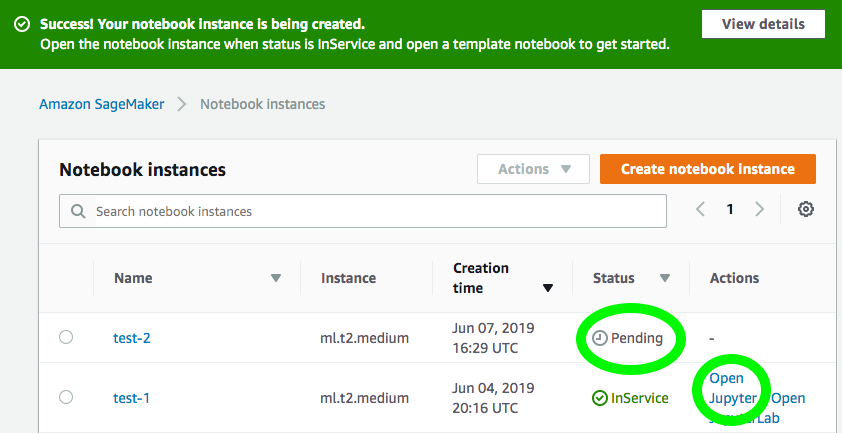 Success! Your notebook instance is being created.
View details
Open the notebook instance when status is InService and open a template notebook to get started.
Amazon SageMaker > Notebook instances
Notebook instances
Actions
Create notebook instance
Search notebook instances
1
Name
Instance
Creation time
Status
Actions
test-2
ml.t2.medium
Jun 07, 2019
16:29 UTC
Pending
-
test-1
ml.t2.medium
Jun 04, 2019
20:16 UTC
InService
Open
Jupyter Open